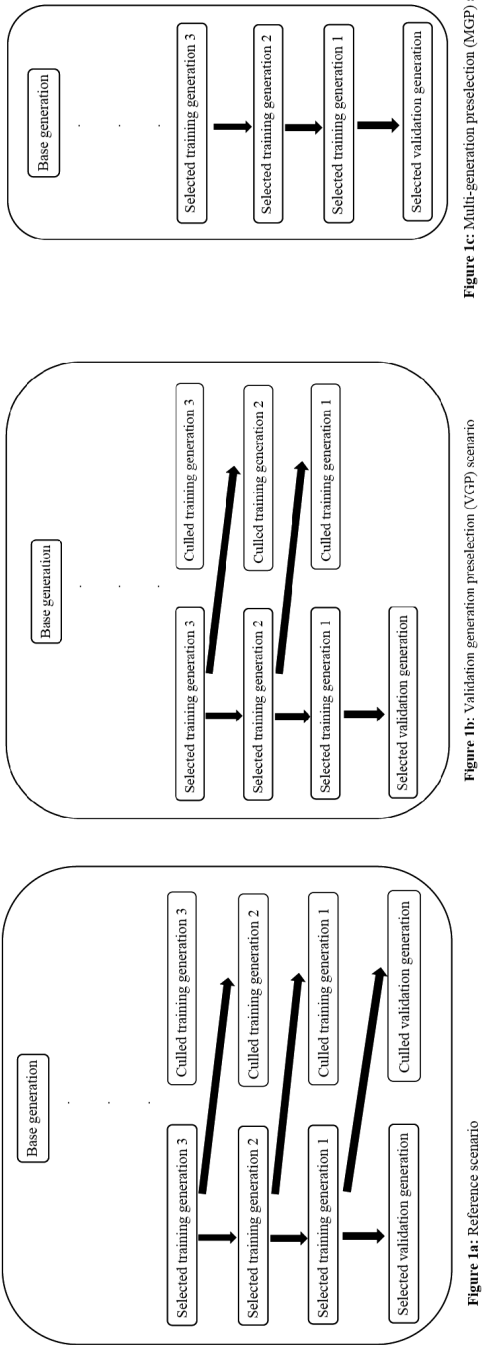 Base generation
.
.
.
Selected training generation 3
Culled training generation 3
Selected training generation 2
Culled training generation 2
Selected training generation 1
Culled training generation 1
Selected validation generation
Culled validation generation
Figure 1a: Reference scenario
Base generation
.
.
.
Selected training generation 3
Culled training generation 3
Selected training generation 2
Culled training generation 2
Selected training generation 1
Culled training generation 1
Selected validation generation
Figure 1b: Validation generation preselection (VGP) scenario
Base generation
.
.
.
Selected training generation 3
Selected training generation 2
Selected training generation 1
Selected validation generation
Figure 1c: Multi-generation preselection (MGP)